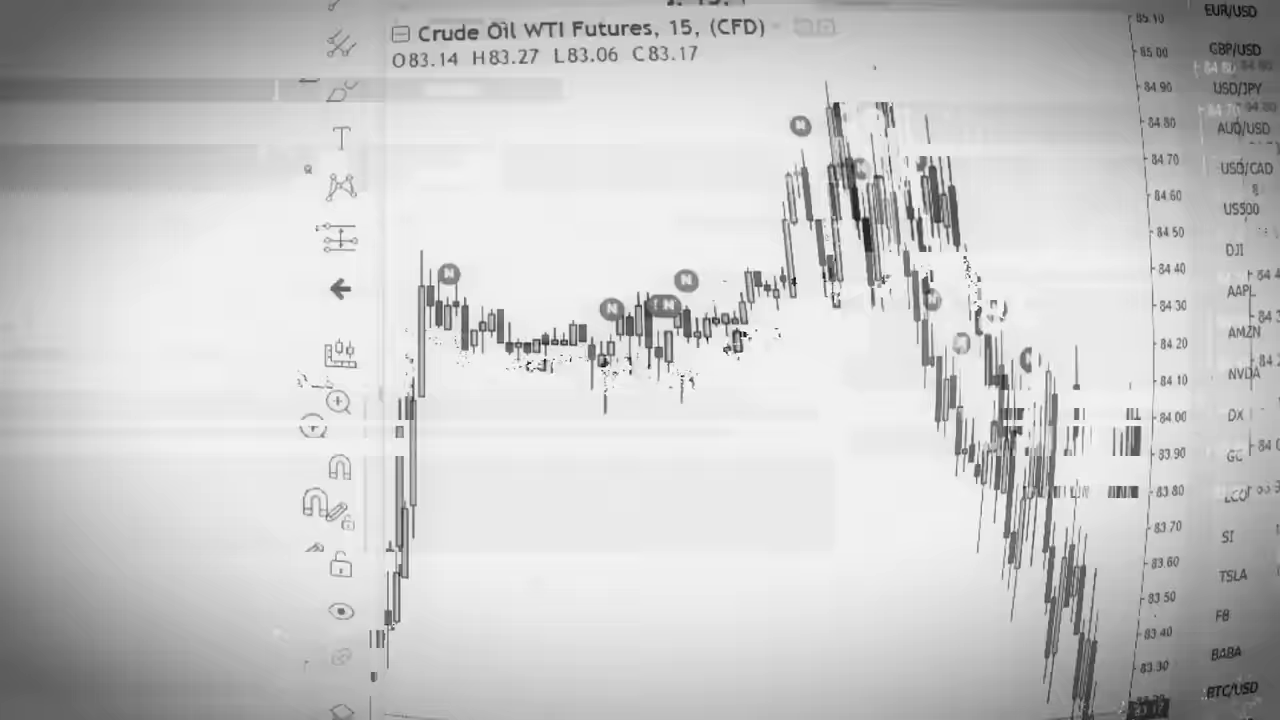 Crude Oil WTI Futures, 15, (CFD)
O83.14 H83.27 L83.06 C83.17
T
N
N
N
N
N
N
85.10
85.00
84.90
84.80
84.70
84.60
84.50
84.40
84.30
84.20
84.10
84.00
83.90
83.80
83.70
83.60
83.50
83.40
83.30
EUR/USD
GBP/USD
USD/JPY
AUD/USD
USD/CAD
US500
DJI
AAPL
AMZN
NVDA
DX
GC
LCO
SI
TSLA
FB
BABA
BTC/USD